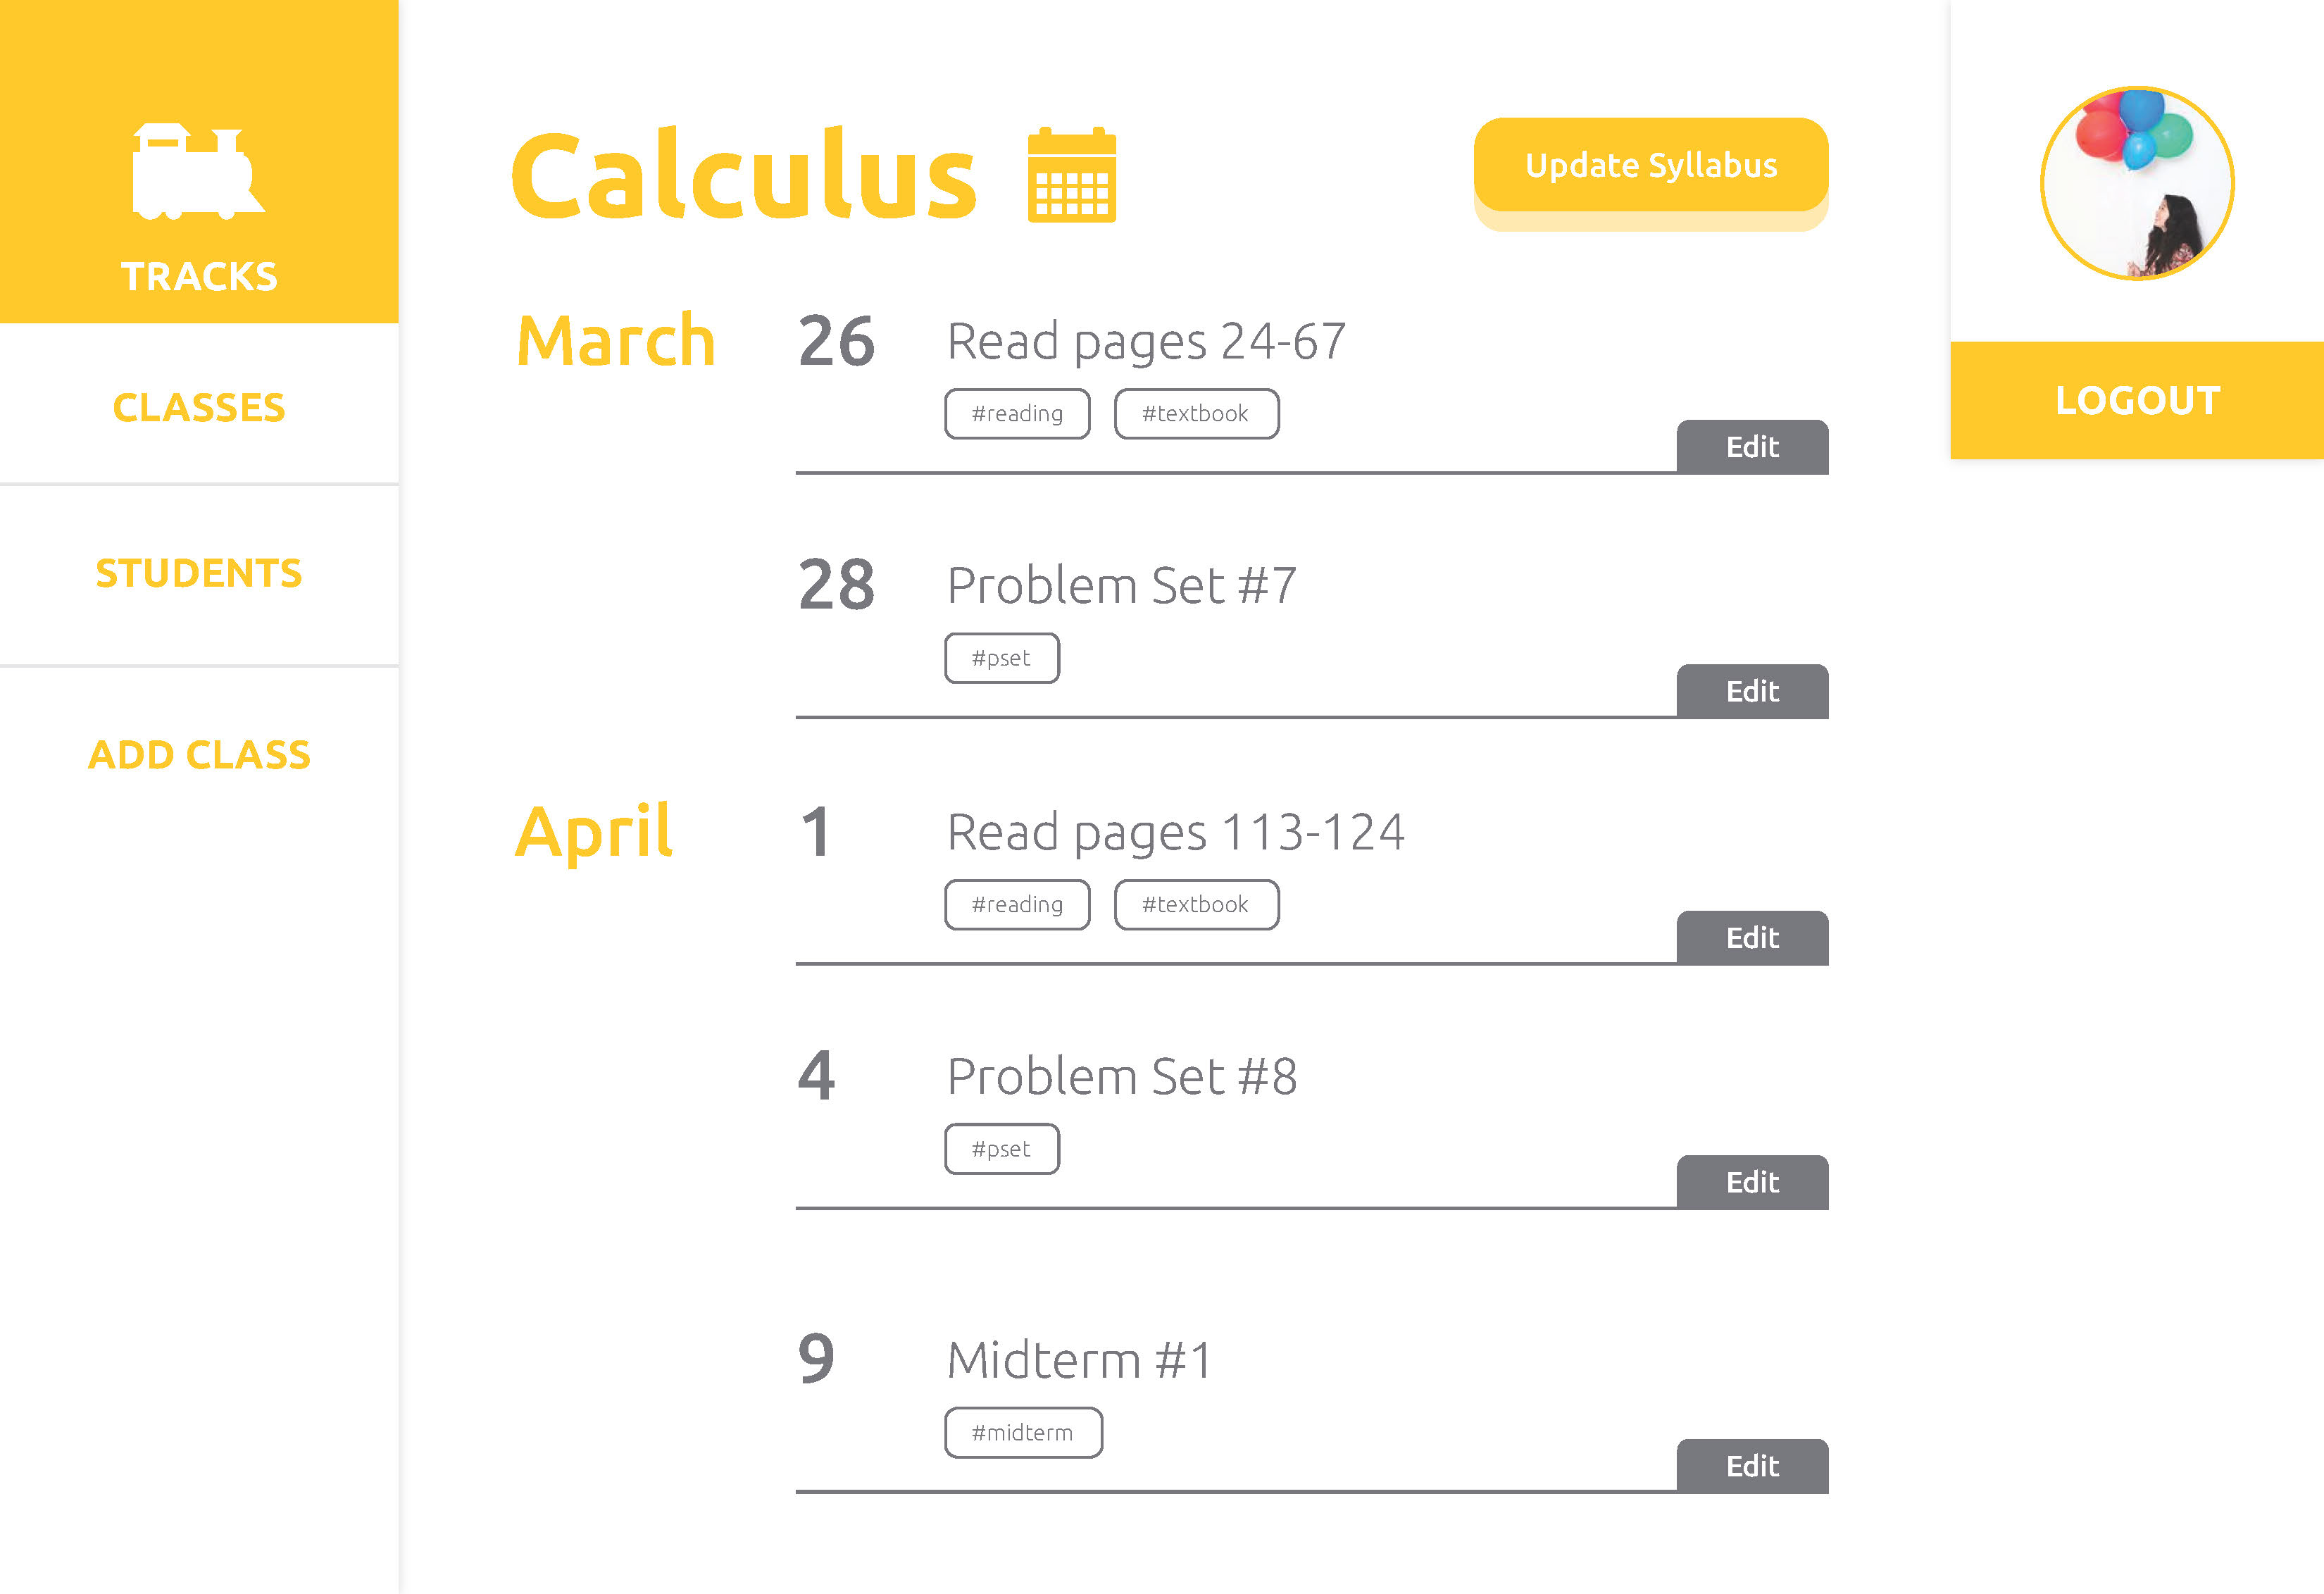 TRACKS
CLASSES
STUDENTS
ADD CLASS
Calculus
Update Syllabus
LOGOUT
March
26 Read pages 24-67
#reading #textbook
Edit
28 Problem Set #7
#pset
Edit
April
1 Read pages 113-124
#reading #textbook
Edit
4 Problem Set #8
#pset
Edit
9 Midterm #1
#midterm
Edit